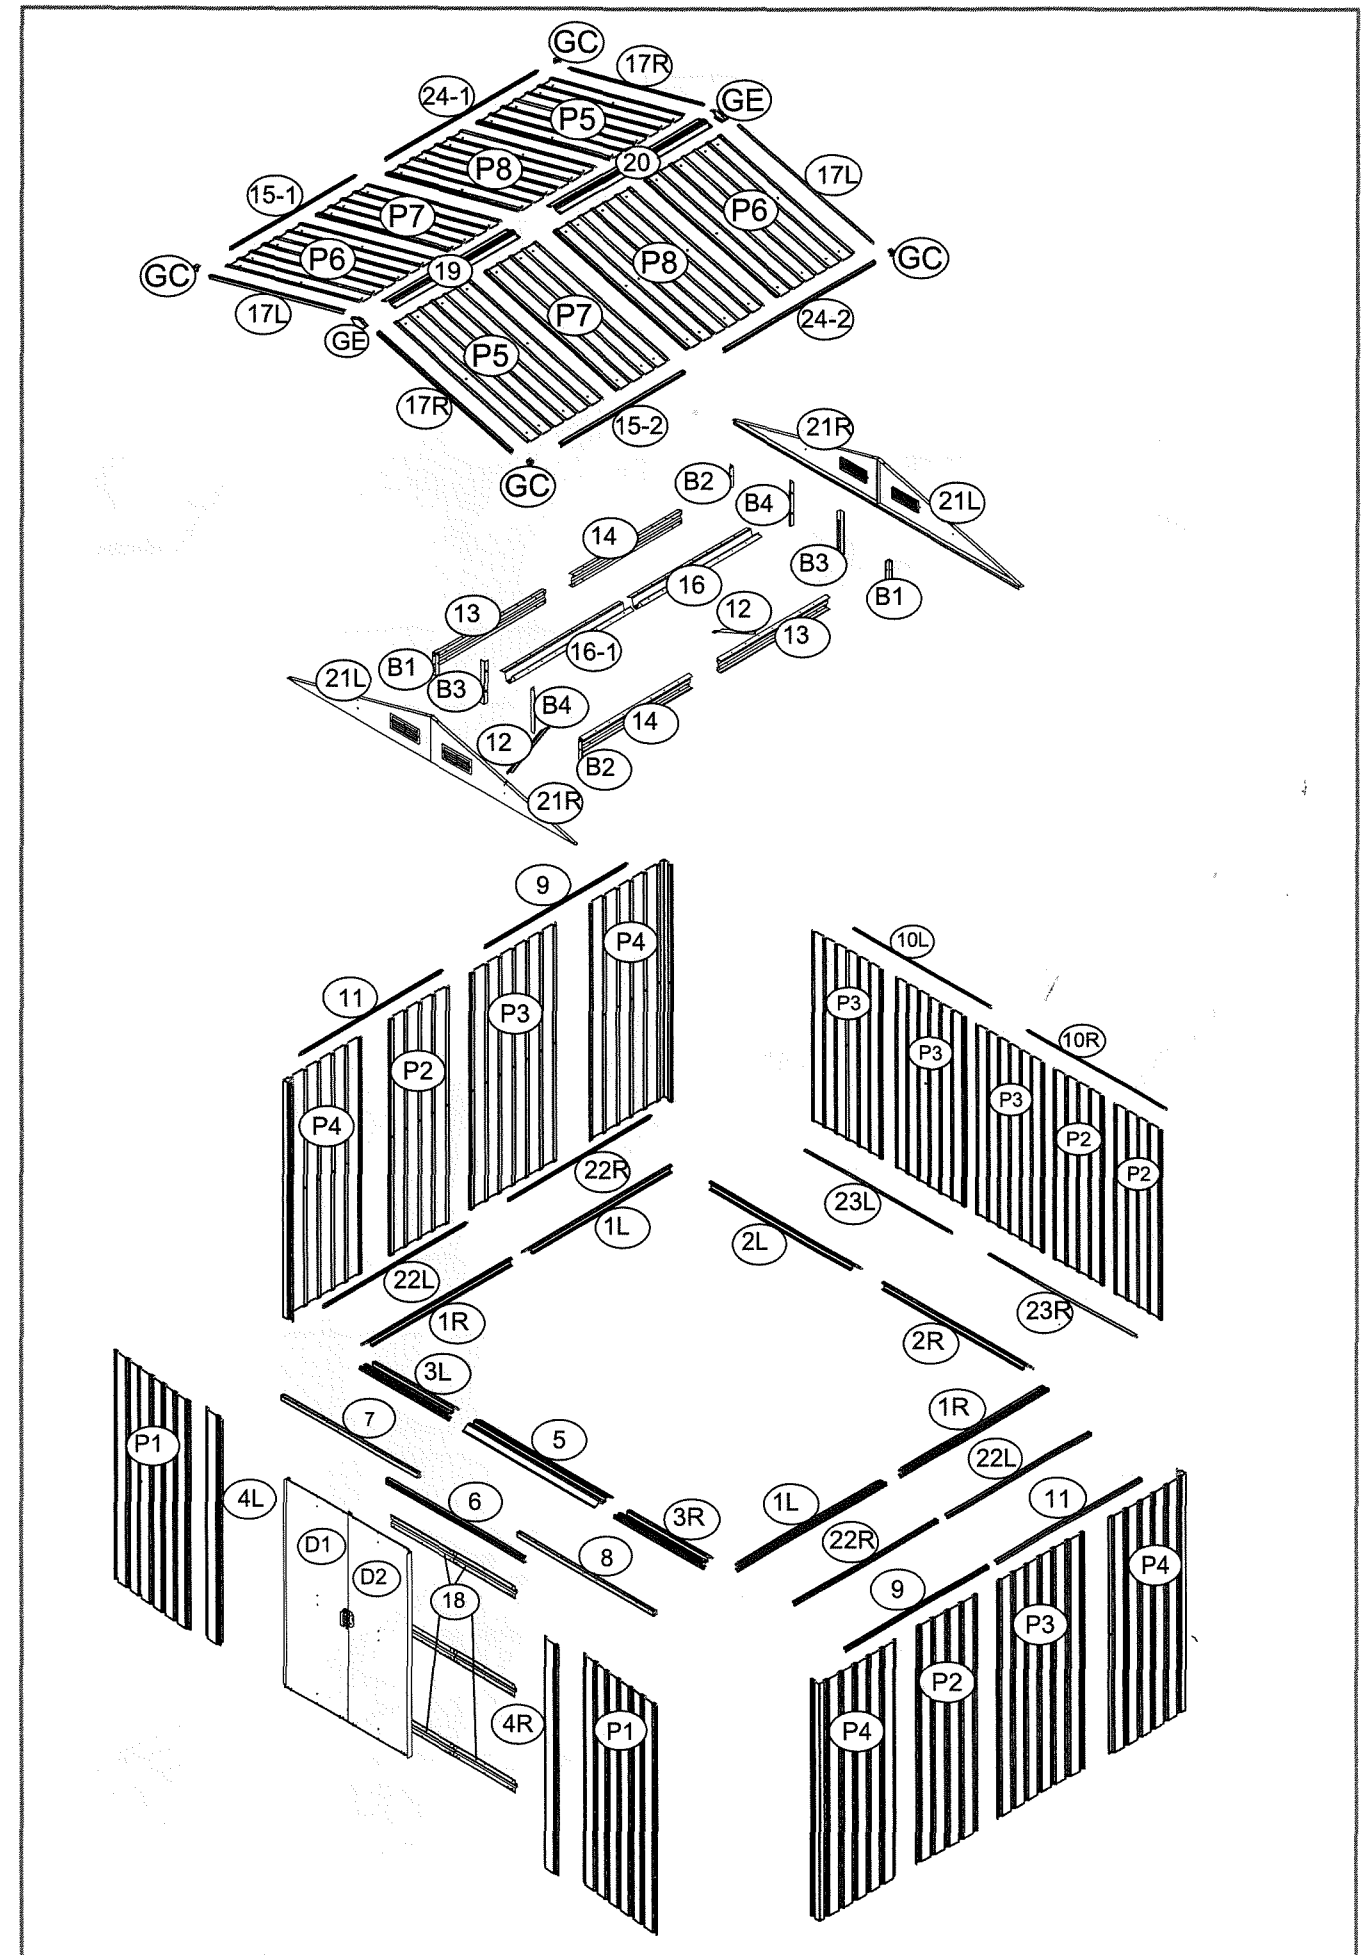 GC
17R
24-1
GE
P5
20
P8
17L
15-1
P7
P6
P6
GC
19
P8
GC
17L
GE
P7
24-2
P5
17R
15-2
GC
21R
B2
B4
21L
14
B3
16
B1
12
13
13
16-1
B1
21L
B3
B4
14
12
B2
21R
9
P4
10L
11
P3
P3
10R
P2
P3
P3
P4
P2
P2
22R
23L
1L
2L
22L
23R
1R
2R
3L
1R
7
5
P1
22L
6
4L
1L
11
3R
D1
22R
8
D2
P4
9
18
P3
P2
4R
P1
P4